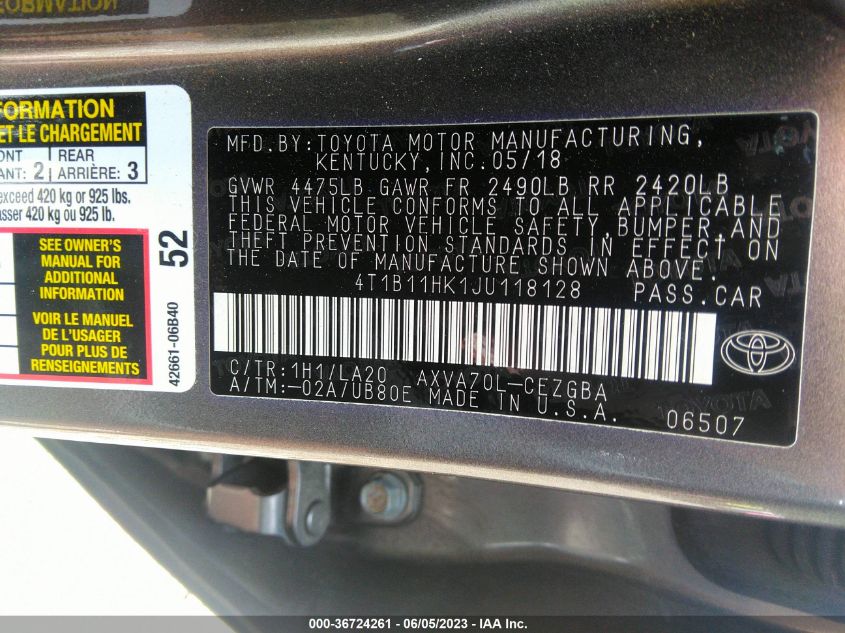 FORMATION
FORMATION
ET LE CHARGEMENT
ONT 2 REAR
ANT: ARRIÈRE: 3
exceed 420 kg or 925 lbs.
asser 420 kg ou 925 lb.
SEE OWNER'S
MANUAL FOR
ADDITIONAL
INFORMATION
VOIR LE MANUEL
DE L'USAGER
POUR PLUS DE
RENSEIGNEMENTS
52
42661-06B40
MFD.BY:TOYOTA MOTOR MANUFACTURING,
KENTUCKY,INC.05/18
GVWR 4475LB GAWR FR 2490LB RR 2420LB
THIS VEHICLE CONFORMS TO ALL APPLICABLE
FEDERAL MOTOR VEHICLE SAFETY,BUMPER,AND
THEFT PREVENTION STANDARDS IN EFFECT ON
THE DATE OF MANUFACTURE SHOWN ABOVE.
4T1B11HK1JU118128 PASS.CAR
C/TR:1H1/LA20 AXVA70L-CEZGBA
A/TM:-02A/UB80E MADE IN U.S.A.
06507
000-36724261 - 06/05/2023 - IAA Inc.